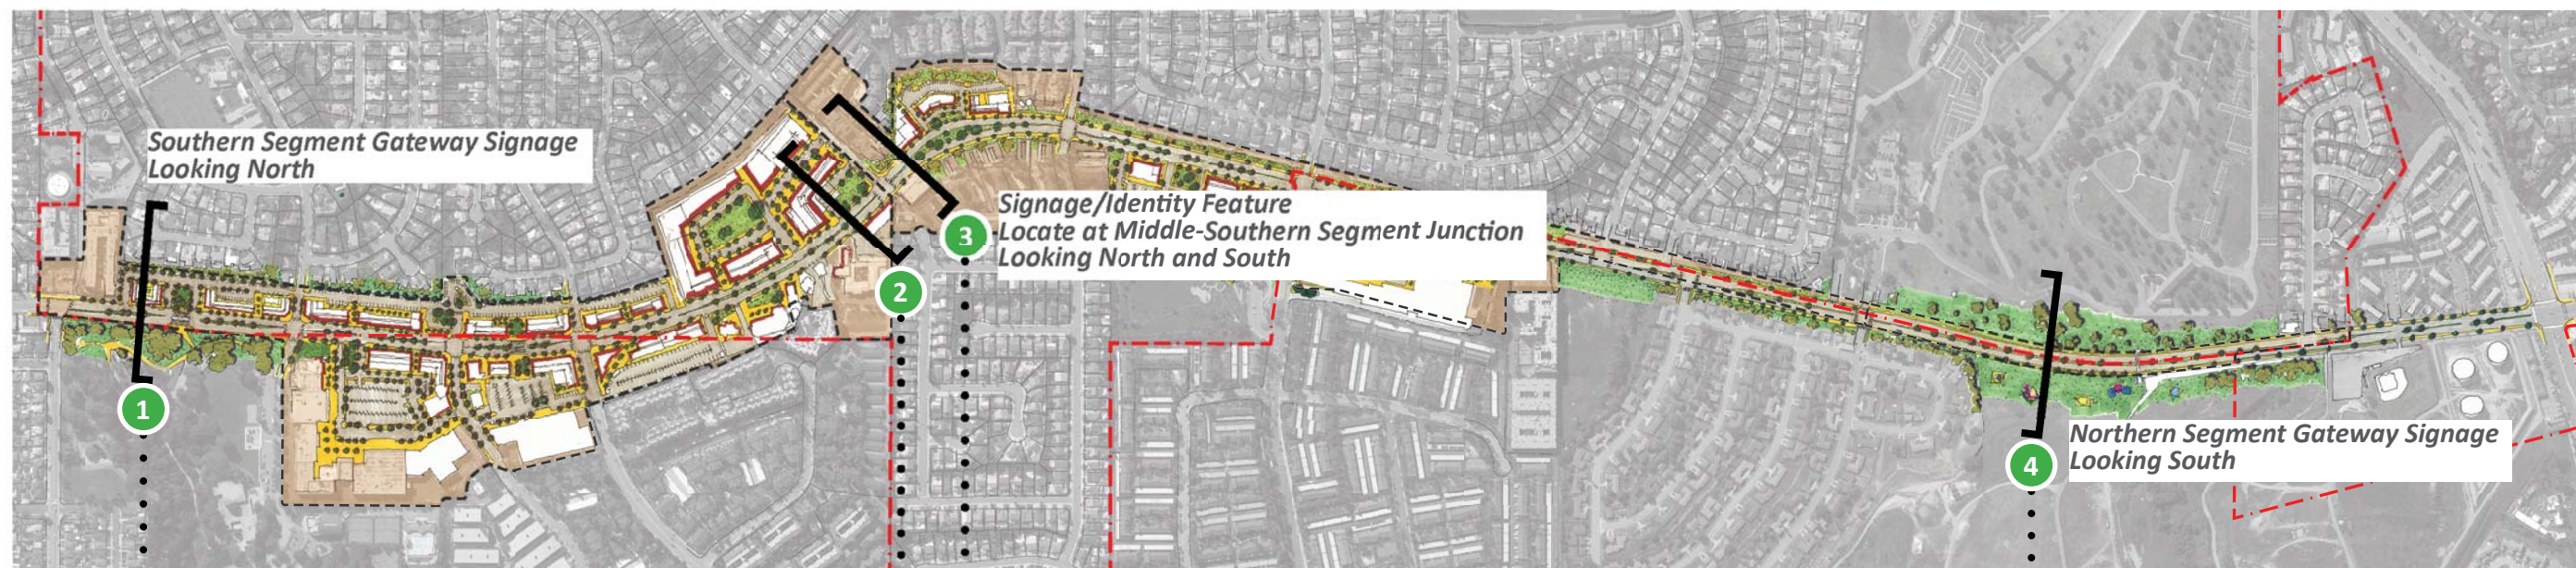 Southern Segment Gateway Signage
Looking North
1
2
3
Signage/Identity Feature
Locate at Middle-Southern Segment Junction
Looking North and South
4
Northern Segment Gateway Signage
Looking South